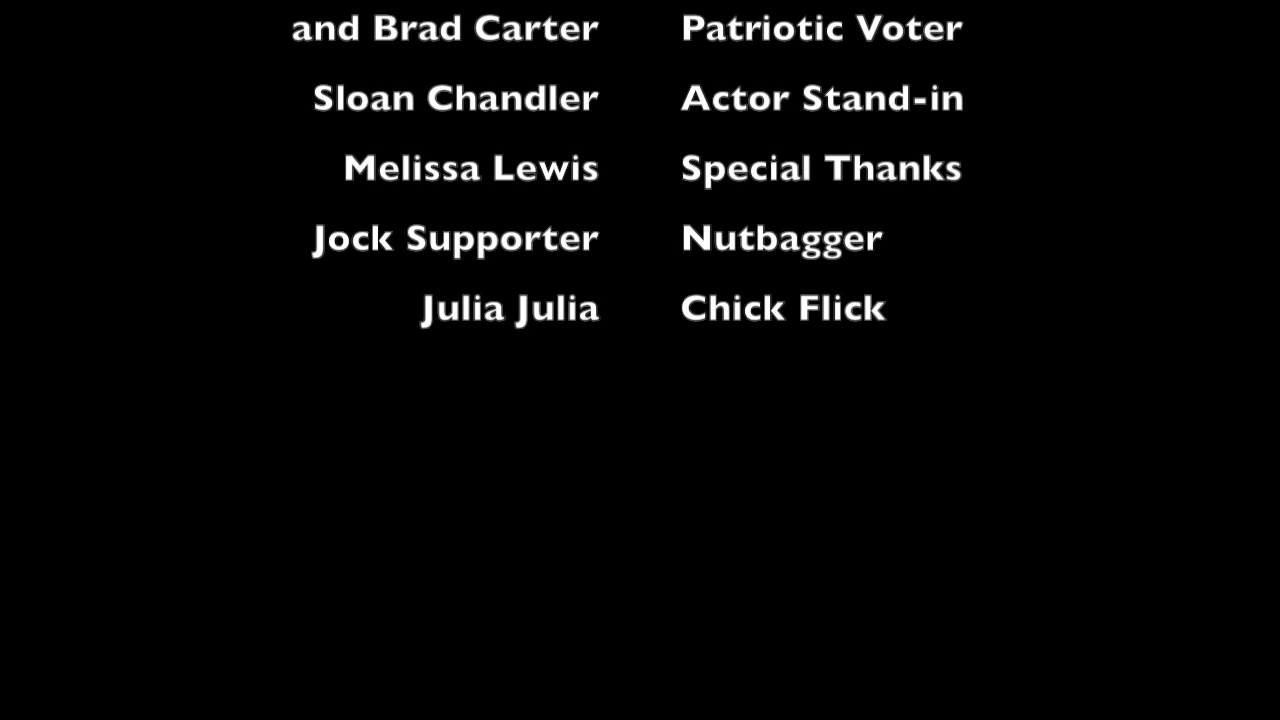 and Brad Carter Patriotic Voter
Sloan Chandler Actor Stand-in
Melissa Lewis Special Thanks
Jock Supporter Nutbagger
Julia Julia Chick Flick